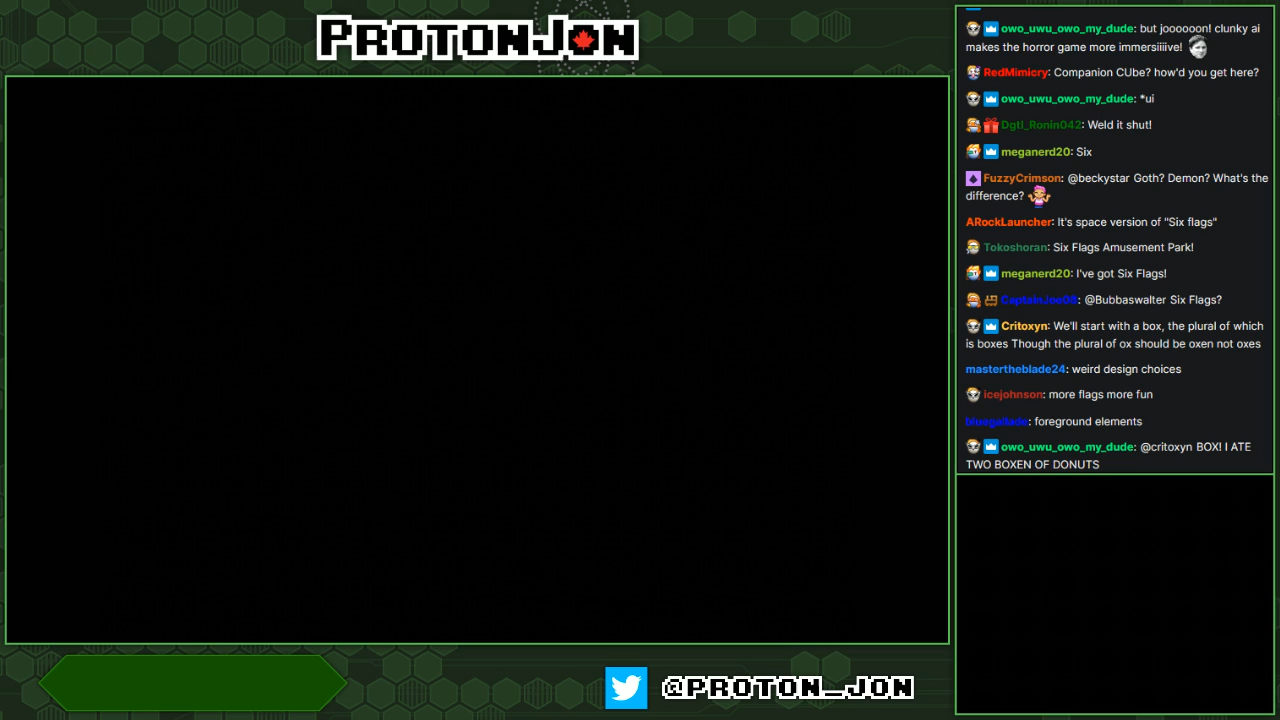 PROTONJON
owo_uwu_owo_my_dude: but joooooon! clunky ai
makes the horror game more immersiiiive!
RedMimicry: Companion CUbe? how'd you get here?
owo_uwu_owo_my_dude: *ui
Dgtl_Ronin042: Weld it shut!
meganerd20: Six
FuzzyCrimson: @beckystar Goth? Demon? What's the
difference?
ARockLauncher: It's space version of "Six flags"
Tokoshoran: Six Flags Amusement Park!
meganerd20: I've got Six Flags!
CaptainJoe08: @Bubbaswalter Six Flags?
Critoxyn: We'll start with a box, the plural of which
is boxes Though the plural of ox should be oxen not oxes
mastertheblade24: weird design choices
icejohnson: more flags more fun
: foreground elements
owo_uwu_owo_my_dude: @critoxyn BOX! I ATE
TWO BOXEN OF DONUTS
@PROTON_JON